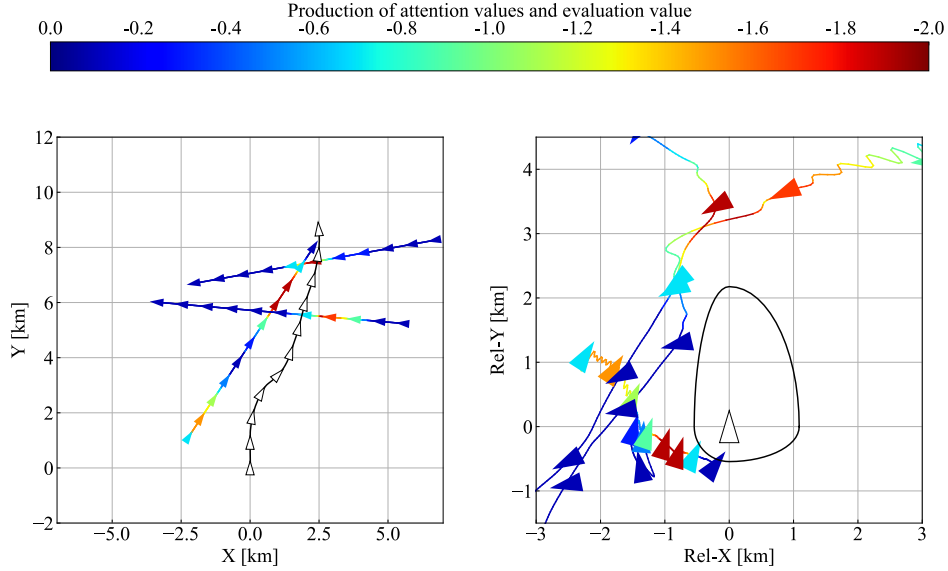 Production of attention values and evaluation value
0.0 -0.2 -0.4 -0.6 -0.8 -1.0 -1.2 -1.4 -1.6 -1.8 -2.0
12
10
8
6
4
2
0
−2
Y [km]
−5.0 −2.5 0.0 2.5 5.0
X [km]
4
3
2
1
0
−1
Rel-Y [km]
−3 −2 −1 0 1 2 3
Rel-X [km]